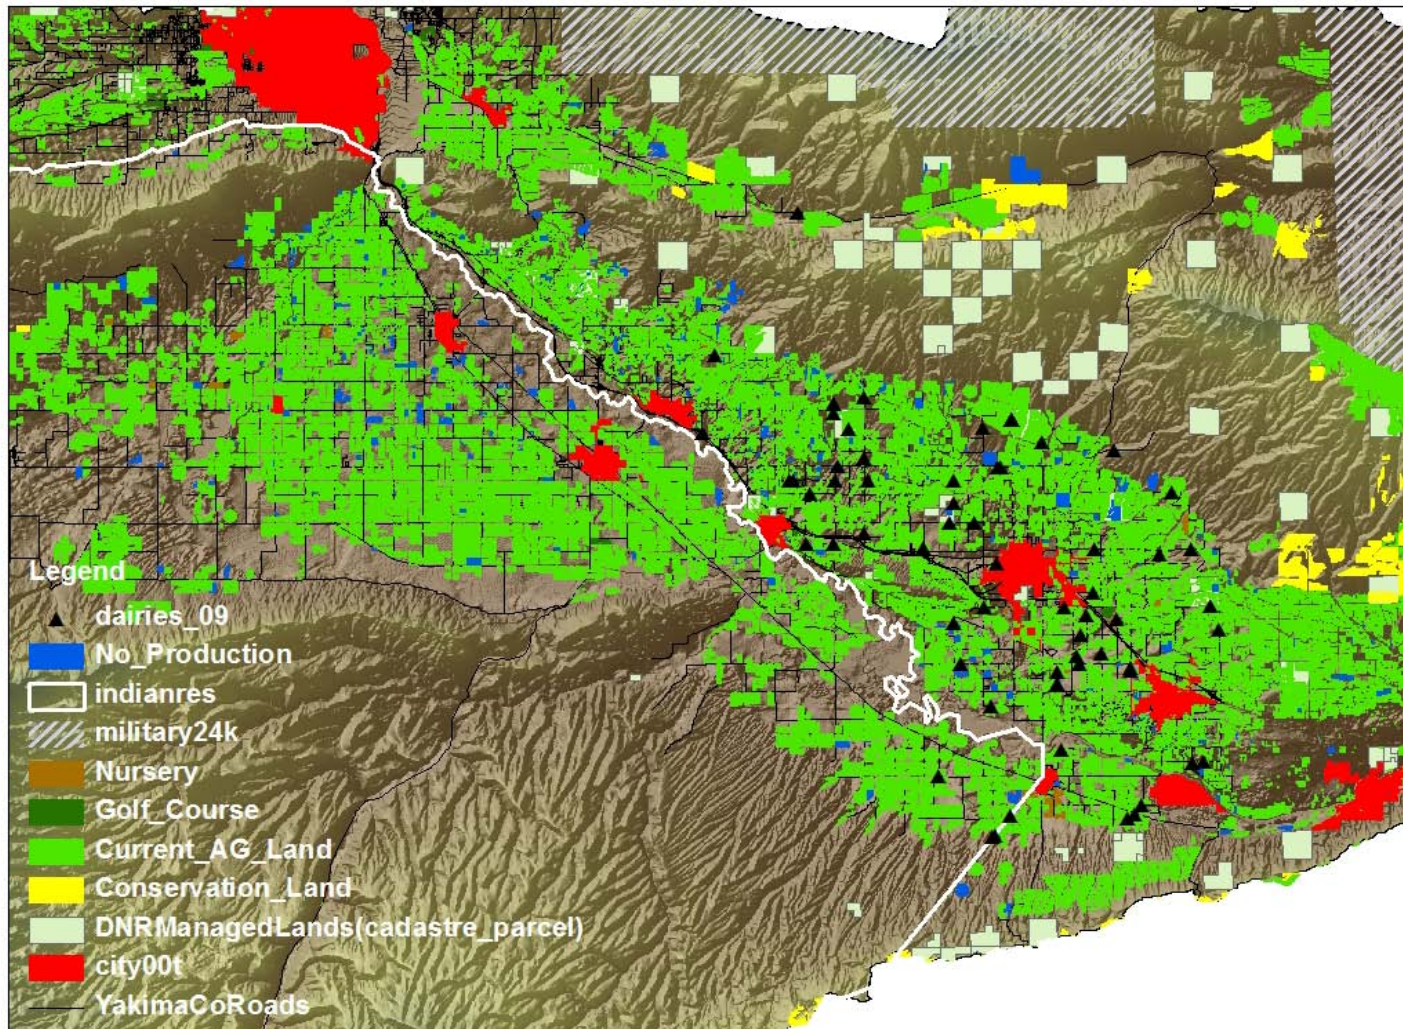 Legend
dairies_09
No_Production
indianres
military24k
Nursery
Golf_Course
Current_AG_Land
Conservation_Land
DNRManagedLands(cadastre_parcel)
city00t
YakimaCoRoads